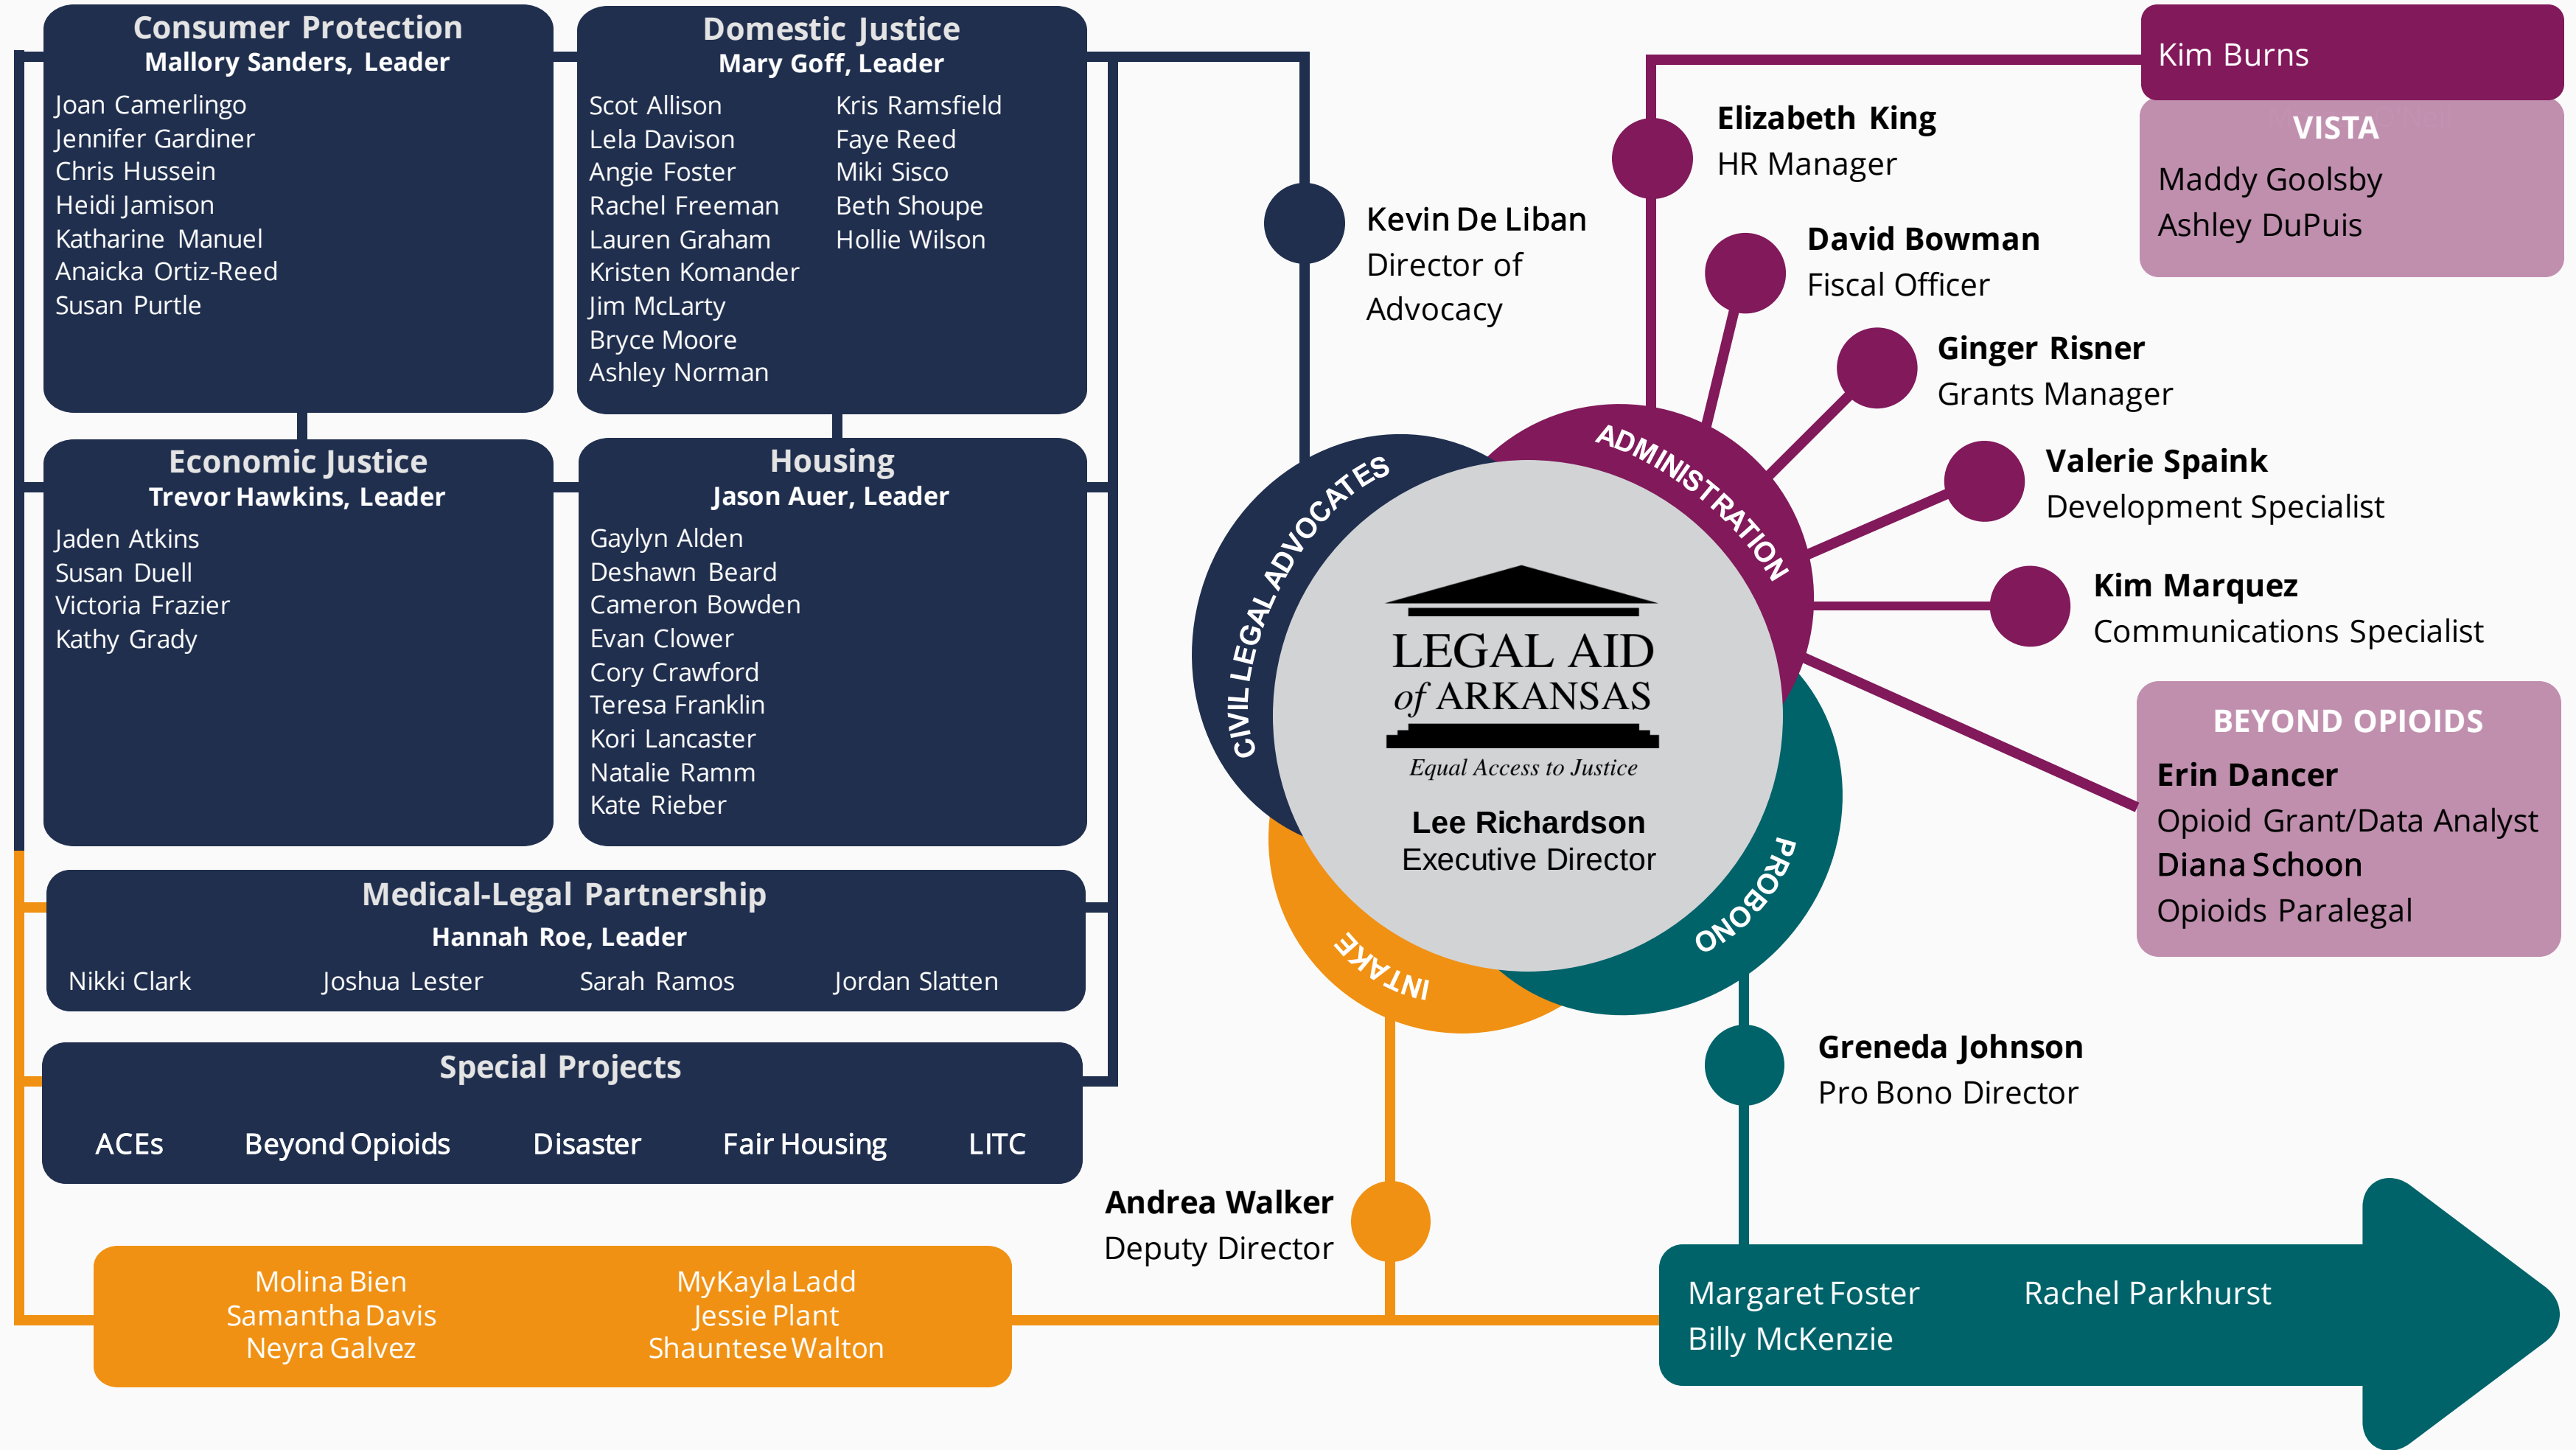 Consumer Protection
Mallory Sanders, Leader
Joan Camerlingo
Jennifer Gardiner
Chris Hussein
Heidi Jamison
Katharine Manuel
Anaicka Ortiz-Reed
Susan Purtle
Domestic Justice
Mary Goff, Leader
Scot Allison
Lela Davison
Angie Foster
Rachel Freeman
Lauren Graham
Kristen Komander
Jim McLarty
Bryce Moore
Ashley Norman
Kris Ramsfield
Faye Reed
Miki Sisco
Beth Shoupe
Hollie Wilson
Economic Justice
Trevor Hawkins, Leader
Jaden Atkins
Susan Duell
Victoria Frazier
Kathy Grady
Housing
Jason Auer, Leader
Gaylyn Alden
Deshawn Beard
Cameron Bowden
Evan Clower
Cory Crawford
Teresa Franklin
Kori Lancaster
Natalie Ramm
Kate Rieber
Medical-Legal Partnership
Hannah Roe, Leader
Nikki Clark Joshua Lester Sarah Ramos Jordan Slatten
Special Projects
ACEs Beyond Opioids Disaster Fair Housing LITC
Molina Bien
Samantha Davis
Neyra Galvez
MyKayla Ladd
Jessie Plant
Shauntese Walton
Kevin De Liban
Director of
Advocacy
CIVIL LEGAL ADVOCATES
ADMINISTRATION
PROBONO
INTAKE
LEGAL AID
of ARKANSAS
Equal Access to Justice
Lee Richardson
Executive Director
Andrea Walker
Deputy Director
Elizabeth King
HR Manager
David Bowman
Fiscal Officer
Ginger Risner
Grants Manager
Valerie Spaink
Development Specialist
Kim Marquez
Communications Specialist
Kim Burns
VISTA
Maddy Goolsby
Ashley DuPuis
BEYOND OPIOIDS
Erin Dancer
Opioid Grant/Data Analyst
Diana Schoon
Opioids Paralegal
Greneda Johnson
Pro Bono Director
Margaret Foster Rachel Parkhurst
Billy McKenzie